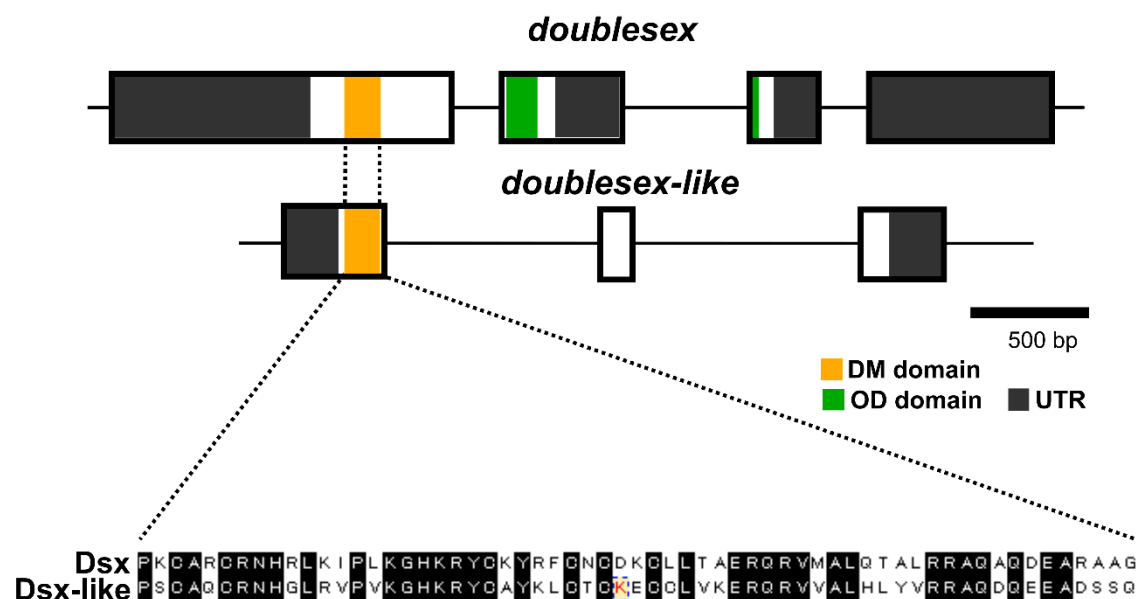 doublesex
doublesex-like
500 bp
DM domain
OD domain UTR
Dsx PKCARCRNHRLKIPLKGHKRYCKYRFCNCDKCLLTAERQRVMALQTALRRAQAQDEARAAG
Dsx-like PSCAQCRNHGLRVPVKGHKRYCAYKLCTCKECCLVKERQRVVALHLYVRRAQDQEEADSSQ